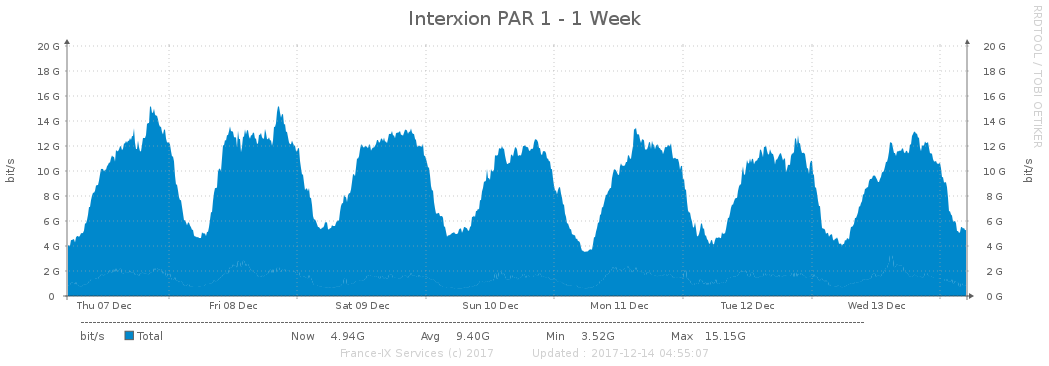 Interxion PAR 1 - 1 Week
RRDTOOL / TOBI OETIKER
20 G 20 G
18 G 18 G
16 G 16 G
14 G 14 G
12 G 12 G
10 G 10 G
8 G 8 G
6 G 6 G
4 G 4 G
2 G 2 G
0 0 G
bit/s
bit/s
Thu 07 Dec Fri 08 Dec Sat 09 Dec Sun 10 Dec Mon 11 Dec Tue 12 Dec Wed 13 Dec
bit/s Total Now 4.94G Avg 9.40G Min 3.52G Max 15.15G
France-IX Services (c) 2017 Updated : 2017-12-14 04:55:07